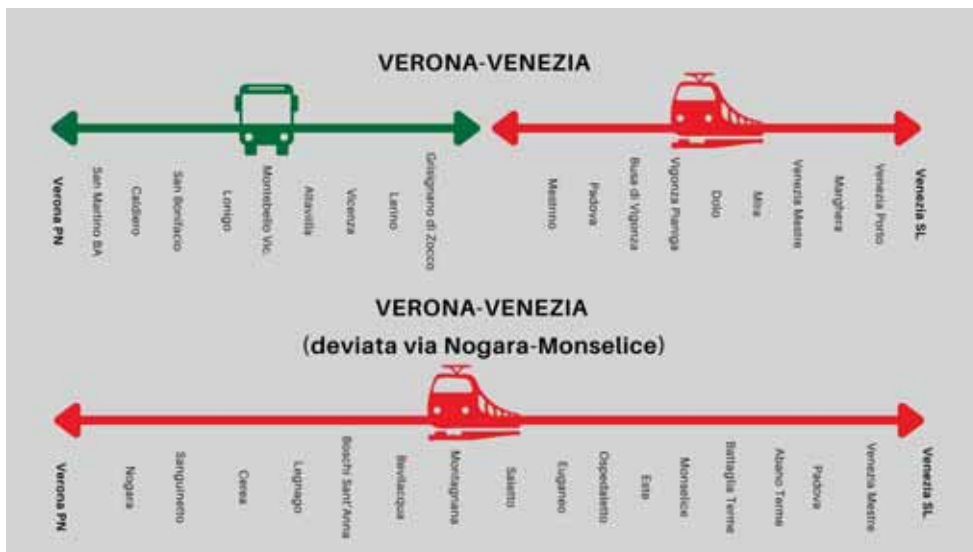 VERONA-VENEZIA
Verona PN
San Martino BA
Caldiero
San Bonifacio
Lonigo
Montebello Vic.
Altavilla
Vicenza
Lerino
Grisignano di Zocco
Mestrino
Padova
Busa di Vigonza
Vigonza Pianiga
Dolo
Mira
Venezia Mestre
Marghera
Venezia Porto
Venezia SL
VERONA-VENEZIA
(deviata via Nogara-Monselice)
Verona PN
Nogara
Sanguinetto
Cerea
Legnago
Boschi Sant'Anna
Bevilacqua
Montagnana
Saletto
Euganeo
Ospedaletto
Este
Monselice
Battaglia Terme
Abano Terme
Padova
Venezia Mestre
Venezia SL